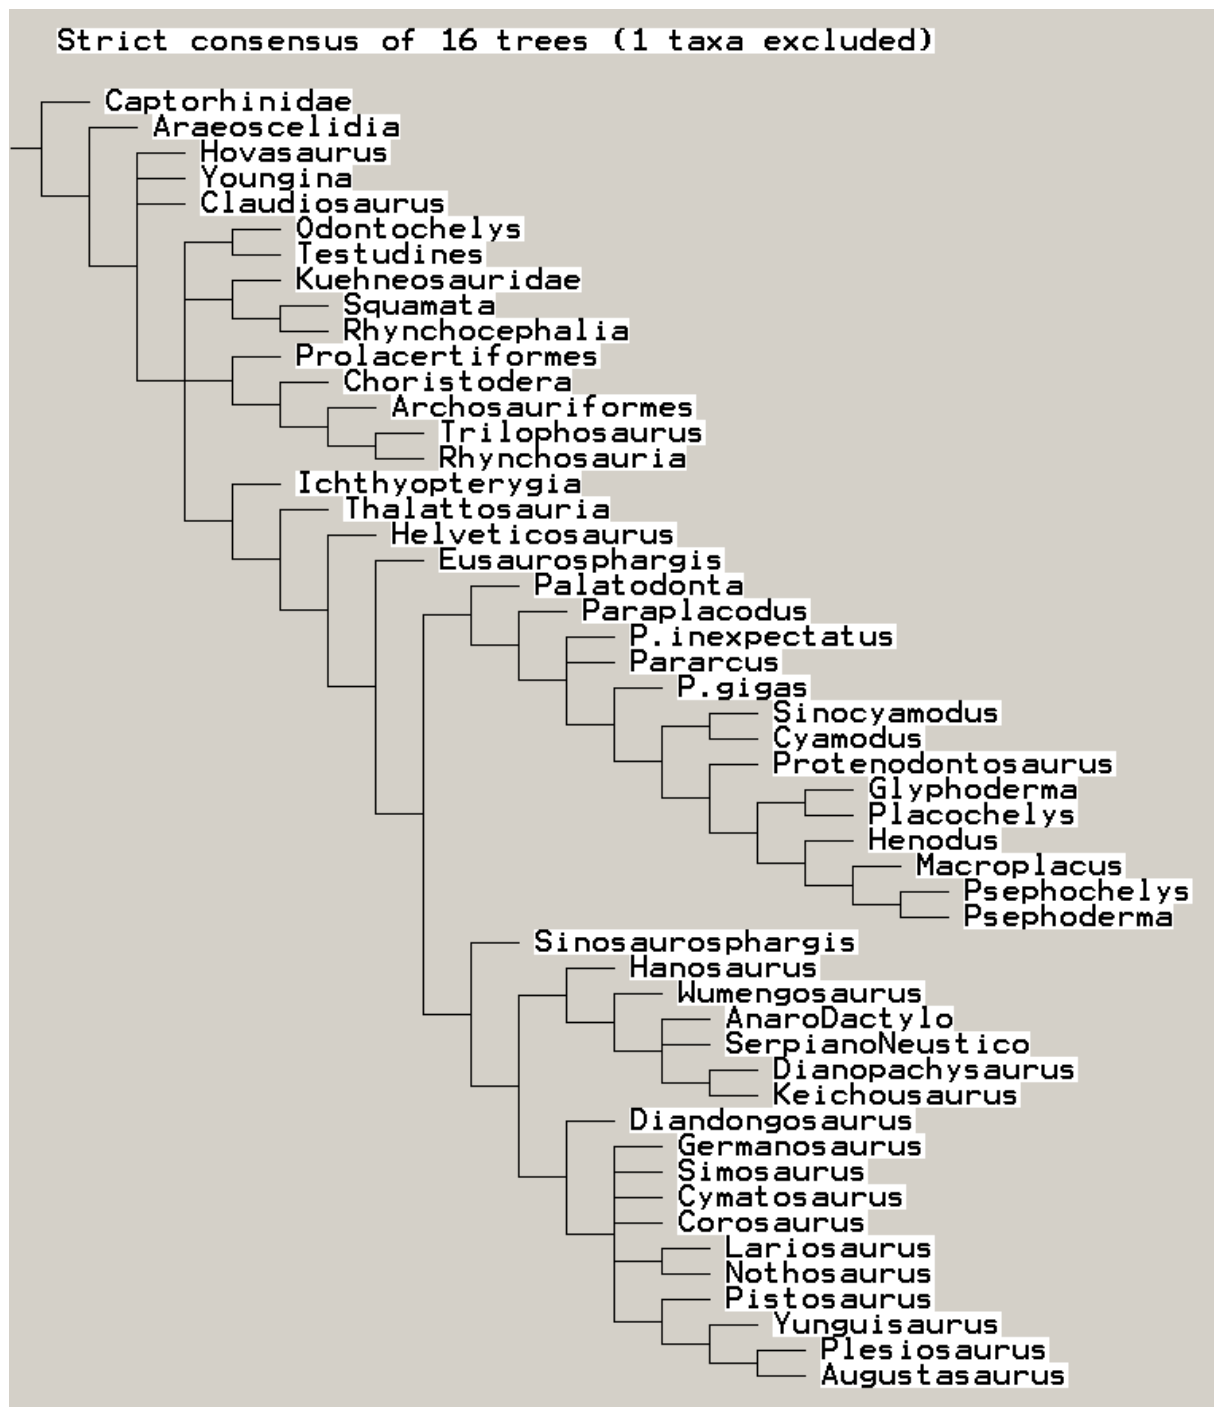 Strict consensus of 16 trees (1 taxa excluded)
Captorhinidae
Araeoscelidia
Hovasaurus
Youngina
Claudiosaurus
Odontochelys
Testudines
Kuehneosauridae
Squamata
Rhynchocephalia
Prolacertiformes
Choristodera
Archosauriformes
Trilophosaurus
Rhynchosauria
Ichthyopterygia
Thalattosauria
Helveticosaurus
Eusaurosphargis
Palatodonta
Paraplacodus
P.inexpectatus
Pararcus
P.gigas
Sinocyamodus
Cyamodus
Protenodontosaurus
Glyphoderma
Placochelys
Henodus
Macroplacus
Psephochelys
Psephoderma
Sinosaurosphargis
Hanosaurus
Wumengosaurus
AnaroDactylo
SerpianoNeustico
Dianopachysaurus
Keichousaurus
Diandongosaurus
Germanosaurus
Simosaurus
Cymatosaurus
Corosaurus
Lariosaurus
Nothosaurus
Pistosaurus
Yunguisaurus
Plesiosaurus
Augustasaurus